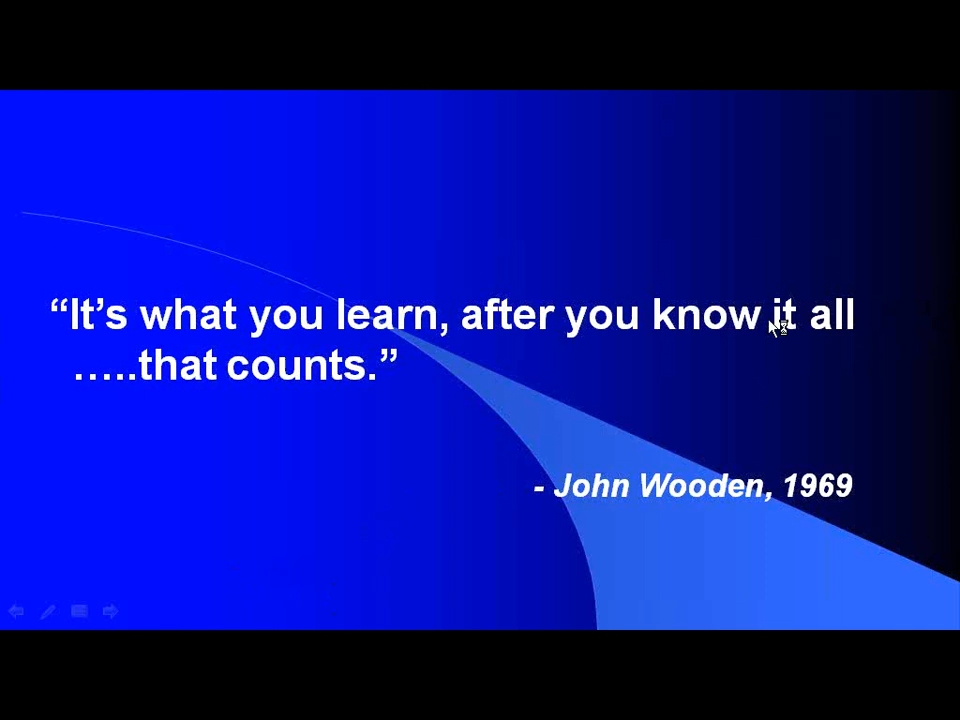 “It’s what you learn, after you know it all
…..that counts.”
- John Wooden, 1969